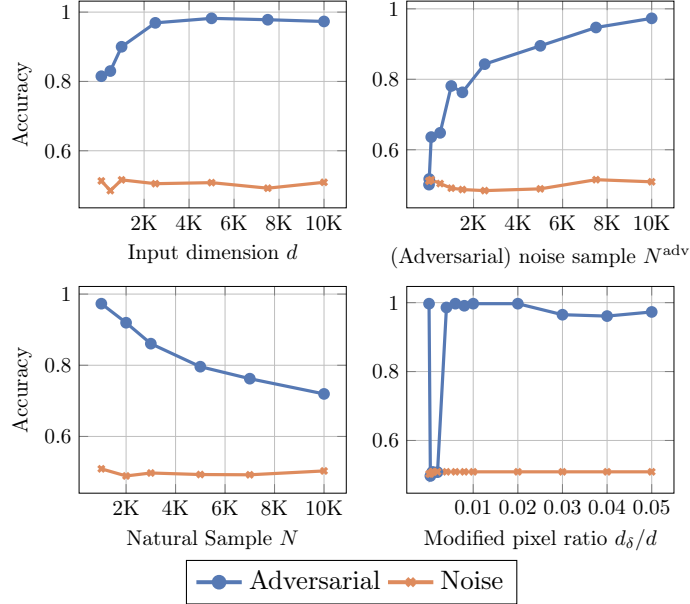 Accuracy
1
0.8
0.6
2K 4K 6K 8K 10K
Input dimension d
1
0.8
0.6
2K 4K 6K 8K 10K
(Adversarial) noise sample N^adv
Accuracy
1
0.8
0.6
2K 4K 6K 8K 10K
Natural Sample N
1
0.8
0.6
0.01 0.02 0.03 0.04 0.05
Modified pixel ratio d_δ/d
Adversarial Noise